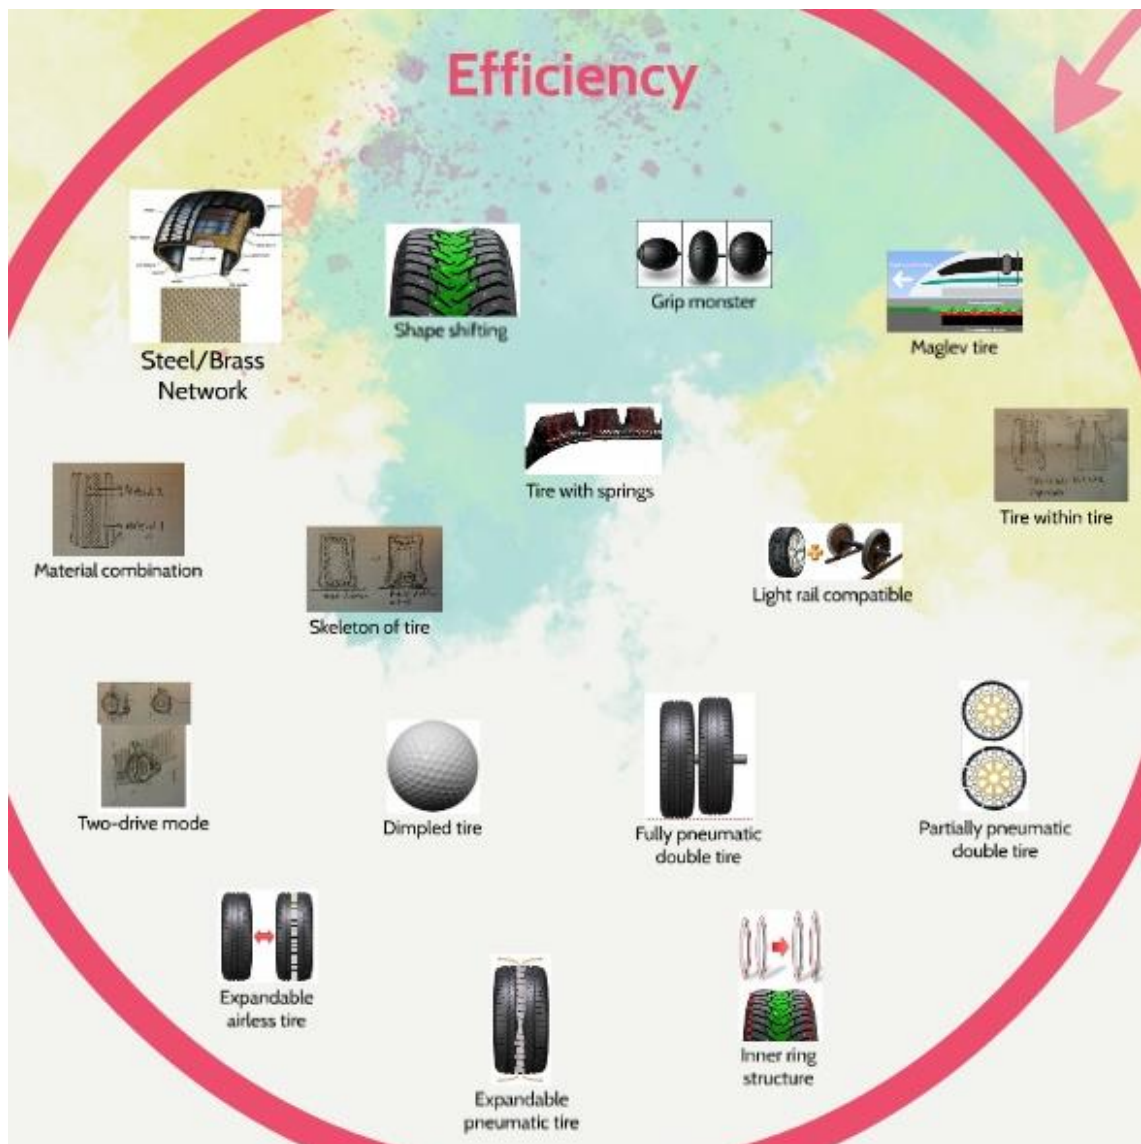 Efficiency
Steel/Brass
Network
Shape shifting
Grip monster
Maglev tire
Tire with springs
Tire within tire
Material combination
Skeleton of tire
Light rail compatible
Two-drive mode
Dimpled tire
Fully pneumatic
double tire
Partially pneumatic
double tire
Expandable
airless tire
Expandable
pneumatic tire
Inner ring
structure